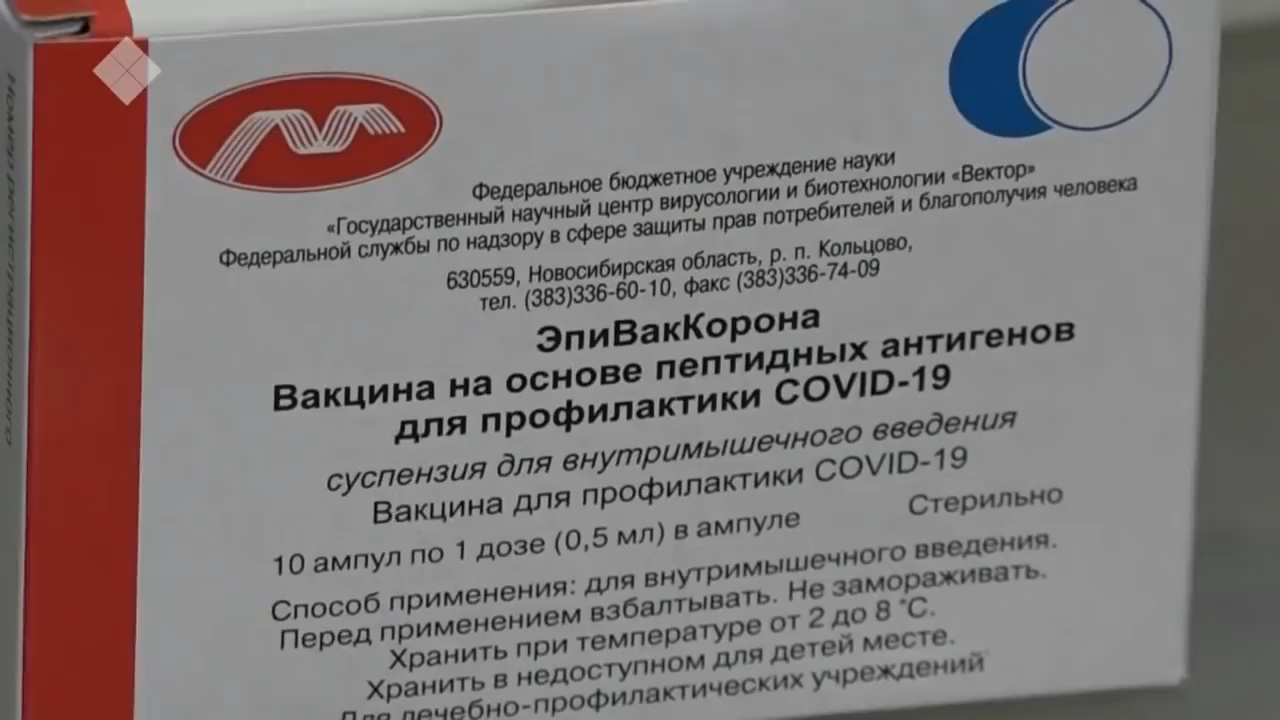 Федеральное бюджетное учреждение науки
«Государственный научный центр вирусологии и биотехнологии «Вектор»
Федеральной службы по надзору в сфере защиты прав потребителей и благополучия человека
630559, Новосибирская область, р. п. Кольцово,
тел. (383)336-60-10, факс (383)336-74-09
ЭпиВакКорона
Вакцина на основе пептидных антигенов
для профилактики COVID-19
суспензия для внутримышечного введения
Вакцина для профилактики COVID-19
10 ампул по 1 дозе (0,5 мл) в ампуле Стерильно
Способ применения: для внутримышечного введения.
Перед применением взбалтывать. Не замораживать.
Хранить при температуре от 2 до 8 °С.
Хранить в недоступном для детей месте.
Для лечебно-профилактических учреждений
Номер регистрационного